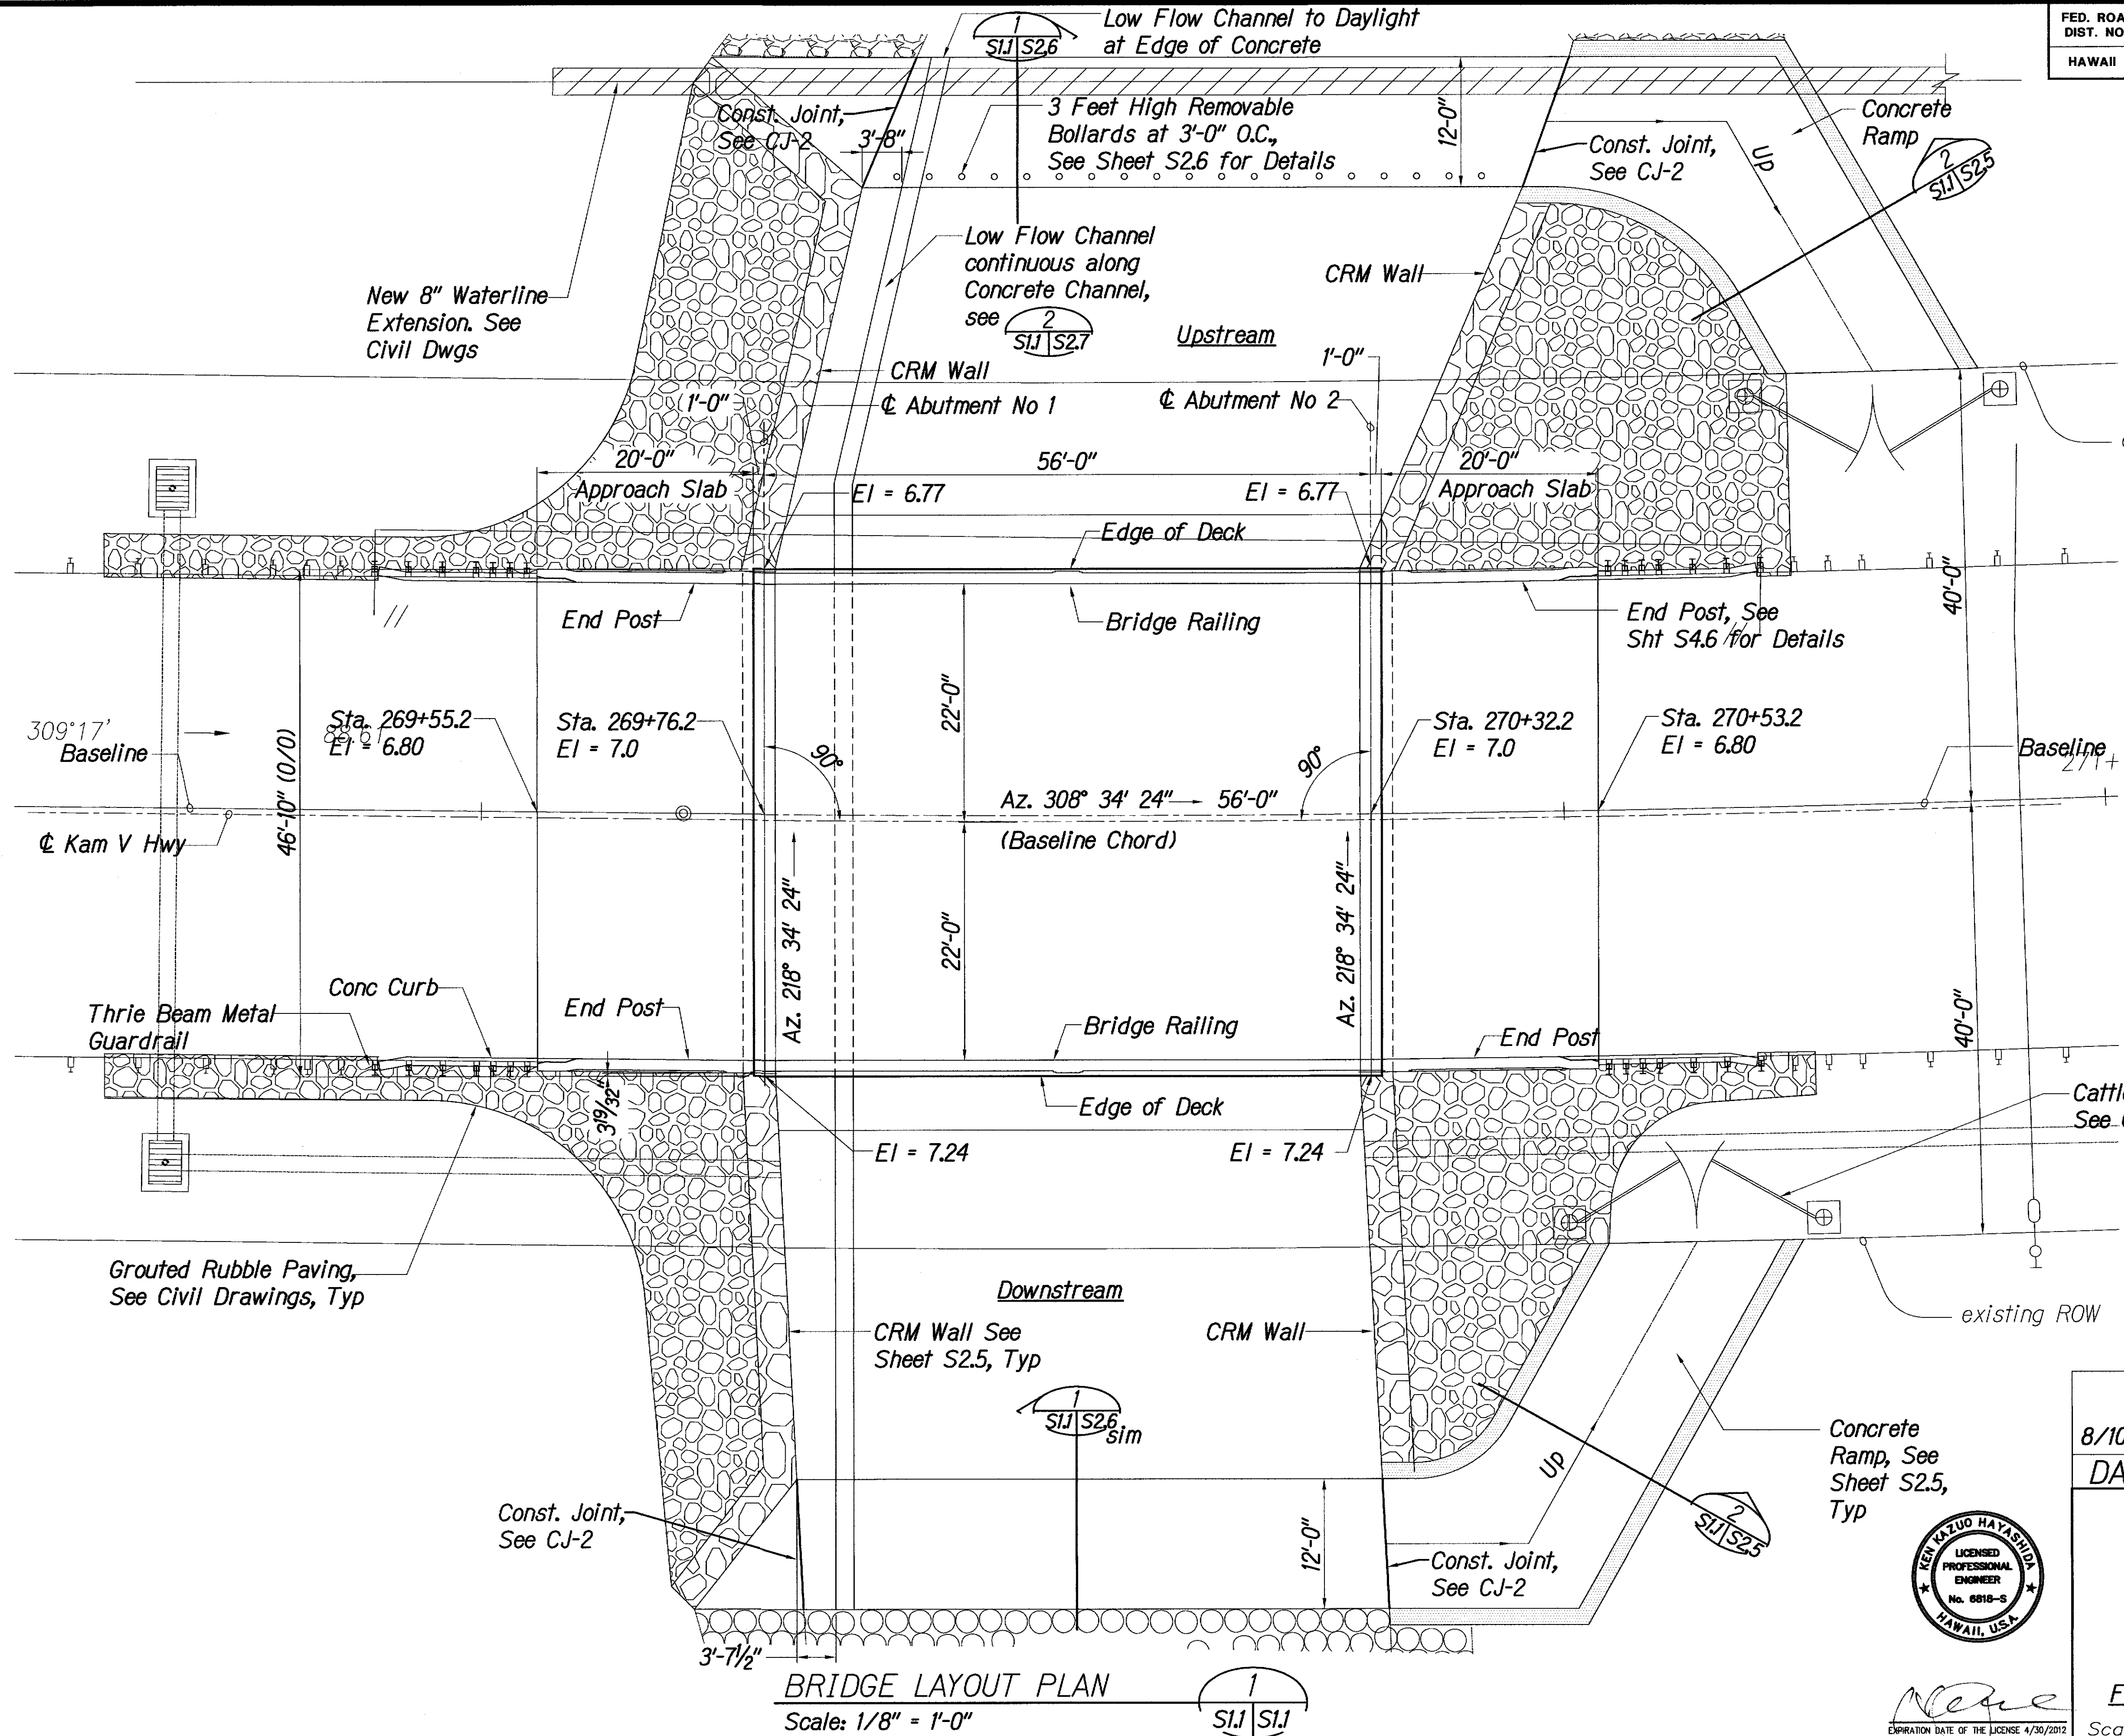 Low Flow Channel to Daylight
at Edge of Concrete
1
S1.1 S2.6
FED. ROA
DIST. NO
HAWAII
Const. Joint,
See CJ-2
3'-8"
3 Feet High Removable
Bollards at 3'-0" O.C.,
See Sheet S2.6 for Details
12'-0"
Const. Joint,
See CJ-2
UP
Concrete
Ramp
2
S1.1 S2.5
New 8" Waterline
Extension. See
Civil Dwgs
Low Flow Channel
continuous along
Concrete Channel,
see
2
S1.1 S2.7
Upstream
CRM Wall
1'-0"
CRM Wall
1'-0"
℄ Abutment No 1
℄ Abutment No 2
20'-0"
Approach Slab
56'-0"
20'-0"
Approach Slab
El = 6.77
El = 6.77
Edge of Deck
End Post
Bridge Railing
End Post, See
Sht S4.6 for Details
40'-0"
309°17'
Baseline
88.61
Sta. 269+55.2
El = 6.80
Sta. 269+76.2
El = 7.0
22'-0"
90°
90°
Sta. 270+32.2
El = 7.0
Sta. 270+53.2
El = 6.80
Baseline
271+
46'-10" (O/O)
Az. 308° 34' 24" 56'-0"
(Baseline Chord)
℄ Kam V Hwy
Az. 218° 34' 24"
22'-0"
Az. 218° 34' 24"
40'-0"
Conc Curb
Thrie Beam Metal
Guardrail
End Post
Bridge Railing
End Post
3 19/32"
Edge of Deck
Cattl
See
El = 7.24
El = 7.24
Grouted Rubble Paving,
See Civil Drawings, Typ
Downstream
CRM Wall See
Sheet S2.5, Typ
CRM Wall
existing ROW
1
S1.1 S2.6
sim
UP
Concrete
Ramp, See
Sheet S2.5,
Typ
8/10
DA
2
S1.1 S2.5
Const. Joint,
See CJ-2
12'-0"
Const. Joint,
See CJ-2
KEN KAZUO HAYASHIDA
LICENSED
PROFESSIONAL
ENGINEER
No. 6818-S
HAWAII, U.S.A.
3'-7½"
BRIDGE LAYOUT PLAN
Scale: 1/8" = 1'-0"
1
S1.1 S1.1
EXPIRATION DATE OF THE LICENSE 4/30/2012
Sca